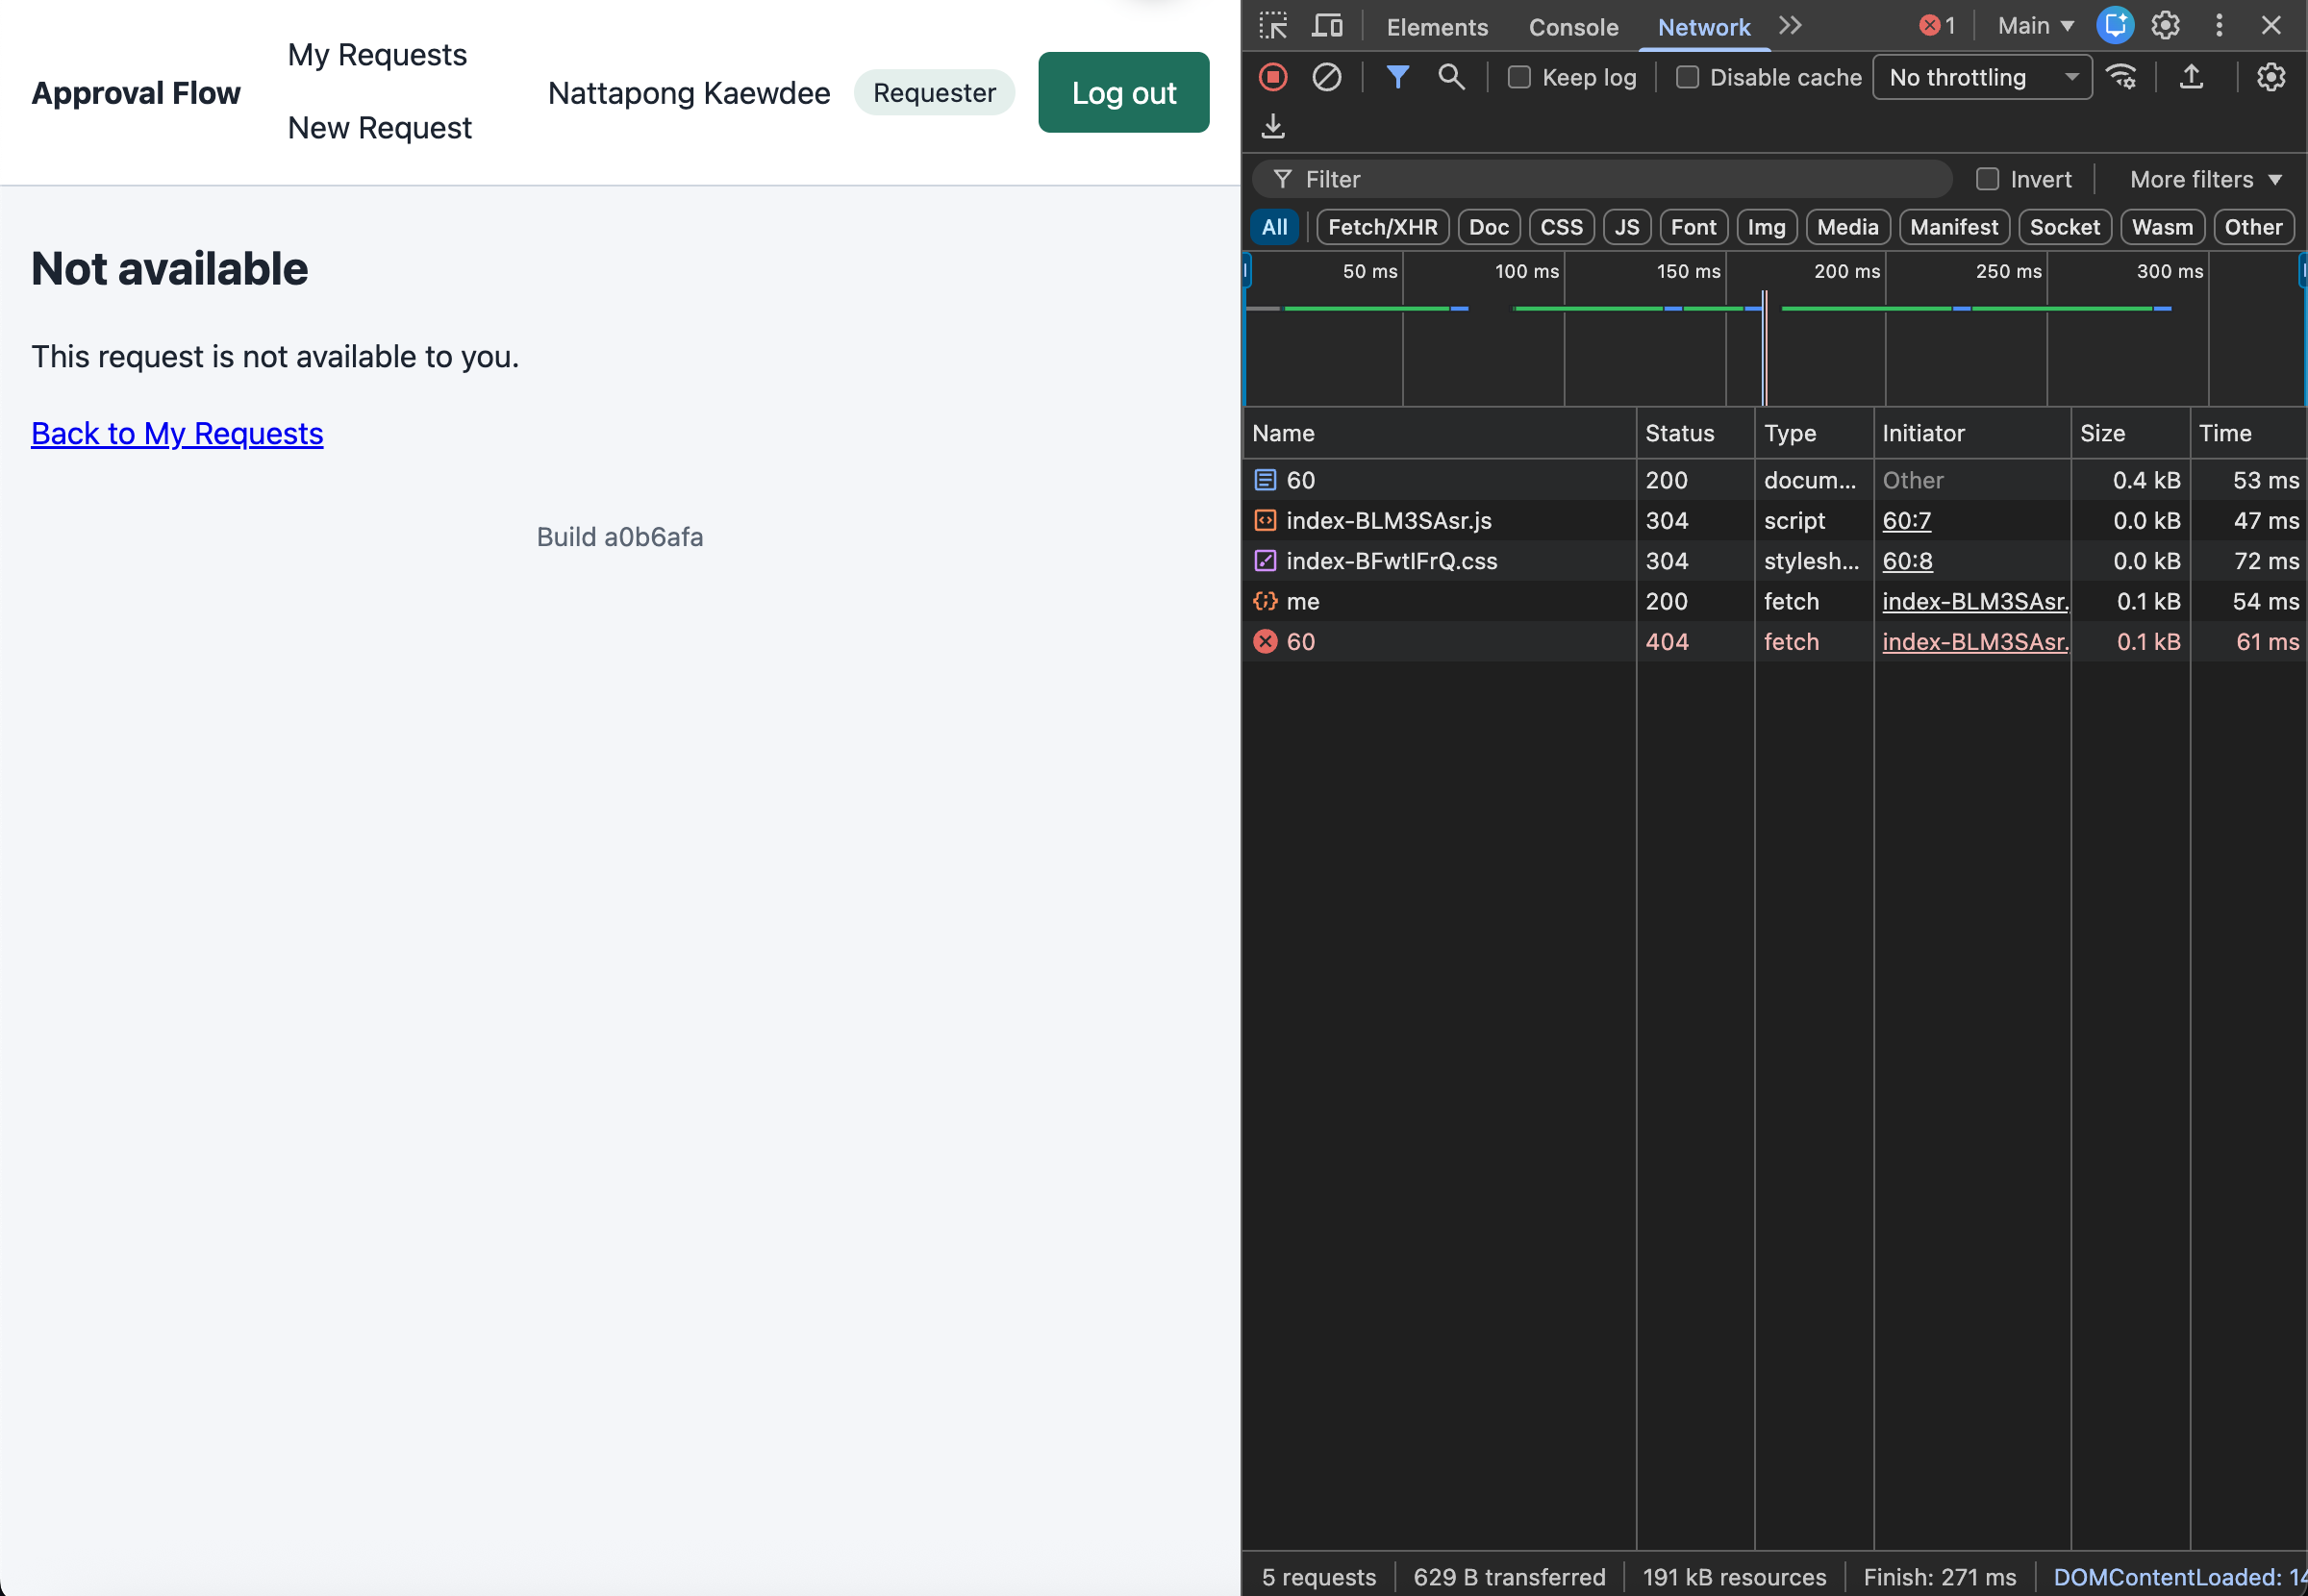 My Requests
Approval Flow
Nattapong Kaewdee Requester Log out
New Request
Not available
This request is not available to you.
Back to My Requests
Build a0b6afa
Elements Console Network 1 Main
Keep log Disable cache No throttling
Filter Invert More filters
All Fetch/XHR Doc CSS JS Font Img Media Manifest Socket Wasm Other
50 ms 100 ms 150 ms 200 ms 250 ms 300 ms
Name Status Type Initiator Size Time
60 200 docum... Other 0.4 kB 53 ms
index-BLM3SAsr.js 304 script 60:7 0.0 kB 47 ms
index-BFwtIFrQ.css 304 stylesh... 60:8 0.0 kB 72 ms
me 200 fetch index-BLM3SAsr. 0.1 kB 54 ms
60 404 fetch index-BLM3SAsr. 0.1 kB 61 ms
5 requests 629 B transferred 191 kB resources Finish: 271 ms DOMContentLoaded: 14